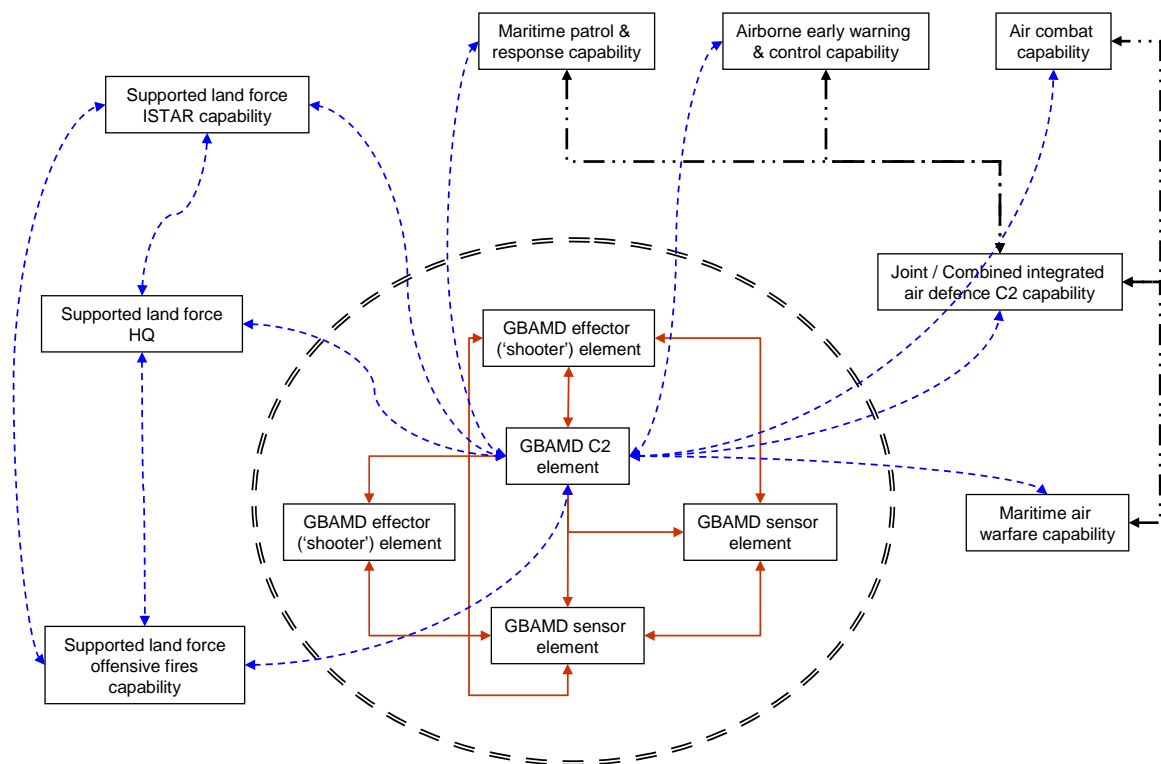 Maritime patrol &
response capability
Airborne early warning
& control capability
Air combat
capability
Supported land force
ISTAR capability
Joint / Combined integrated
air defence C2 capability
Supported land force
HQ
GBAMD effector
(‘shooter’) element
GBAMD C2
element
GBAMD effector
(‘shooter’) element
GBAMD sensor
element
Maritime air
warfare capability
GBAMD sensor
element
Supported land force
offensive fires
capability